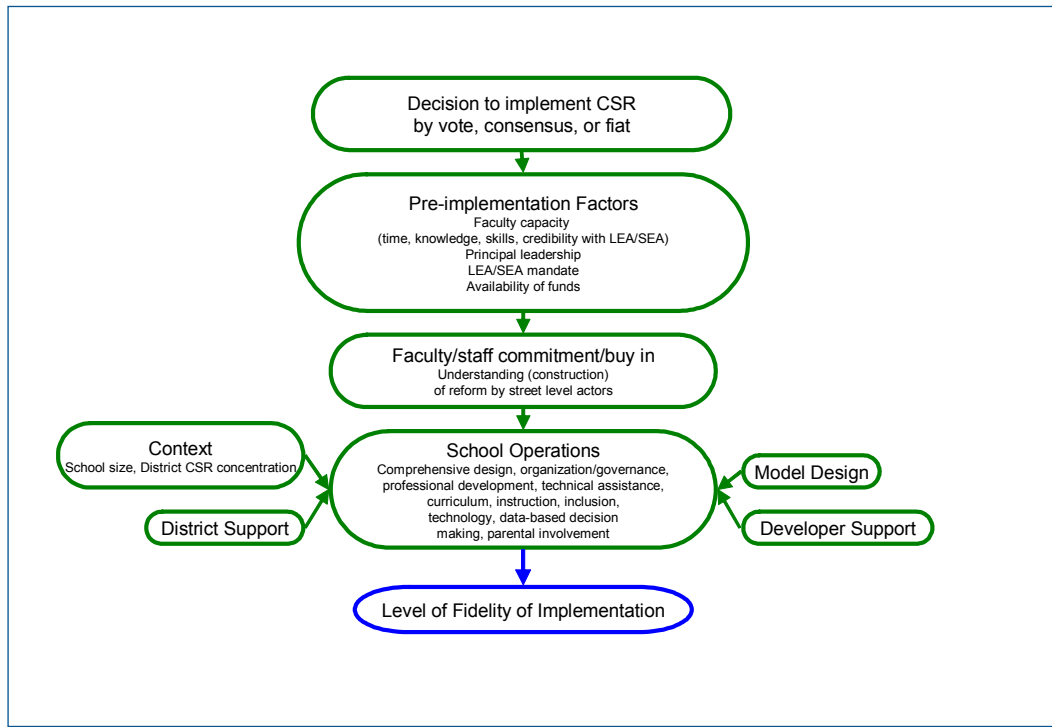 Decision to implement CSR
by vote, consensus, or fiat
Pre-implementation Factors
Faculty capacity
(time, knowledge, skills, credibility with LEA/SEA)
Principal leadership
LEA/SEA mandate
Availability of funds
Faculty/staff commitment/buy in
Understanding (construction)
of reform by street level actors
Context
School size, District CSR concentration
District Support
School Operations
Comprehensive design, organization/governance,
professional development, technical assistance,
curriculum, instruction, inclusion,
technology, data-based decision
making, parental involvement
Model Design
Developer Support
Level of Fidelity of Implementation